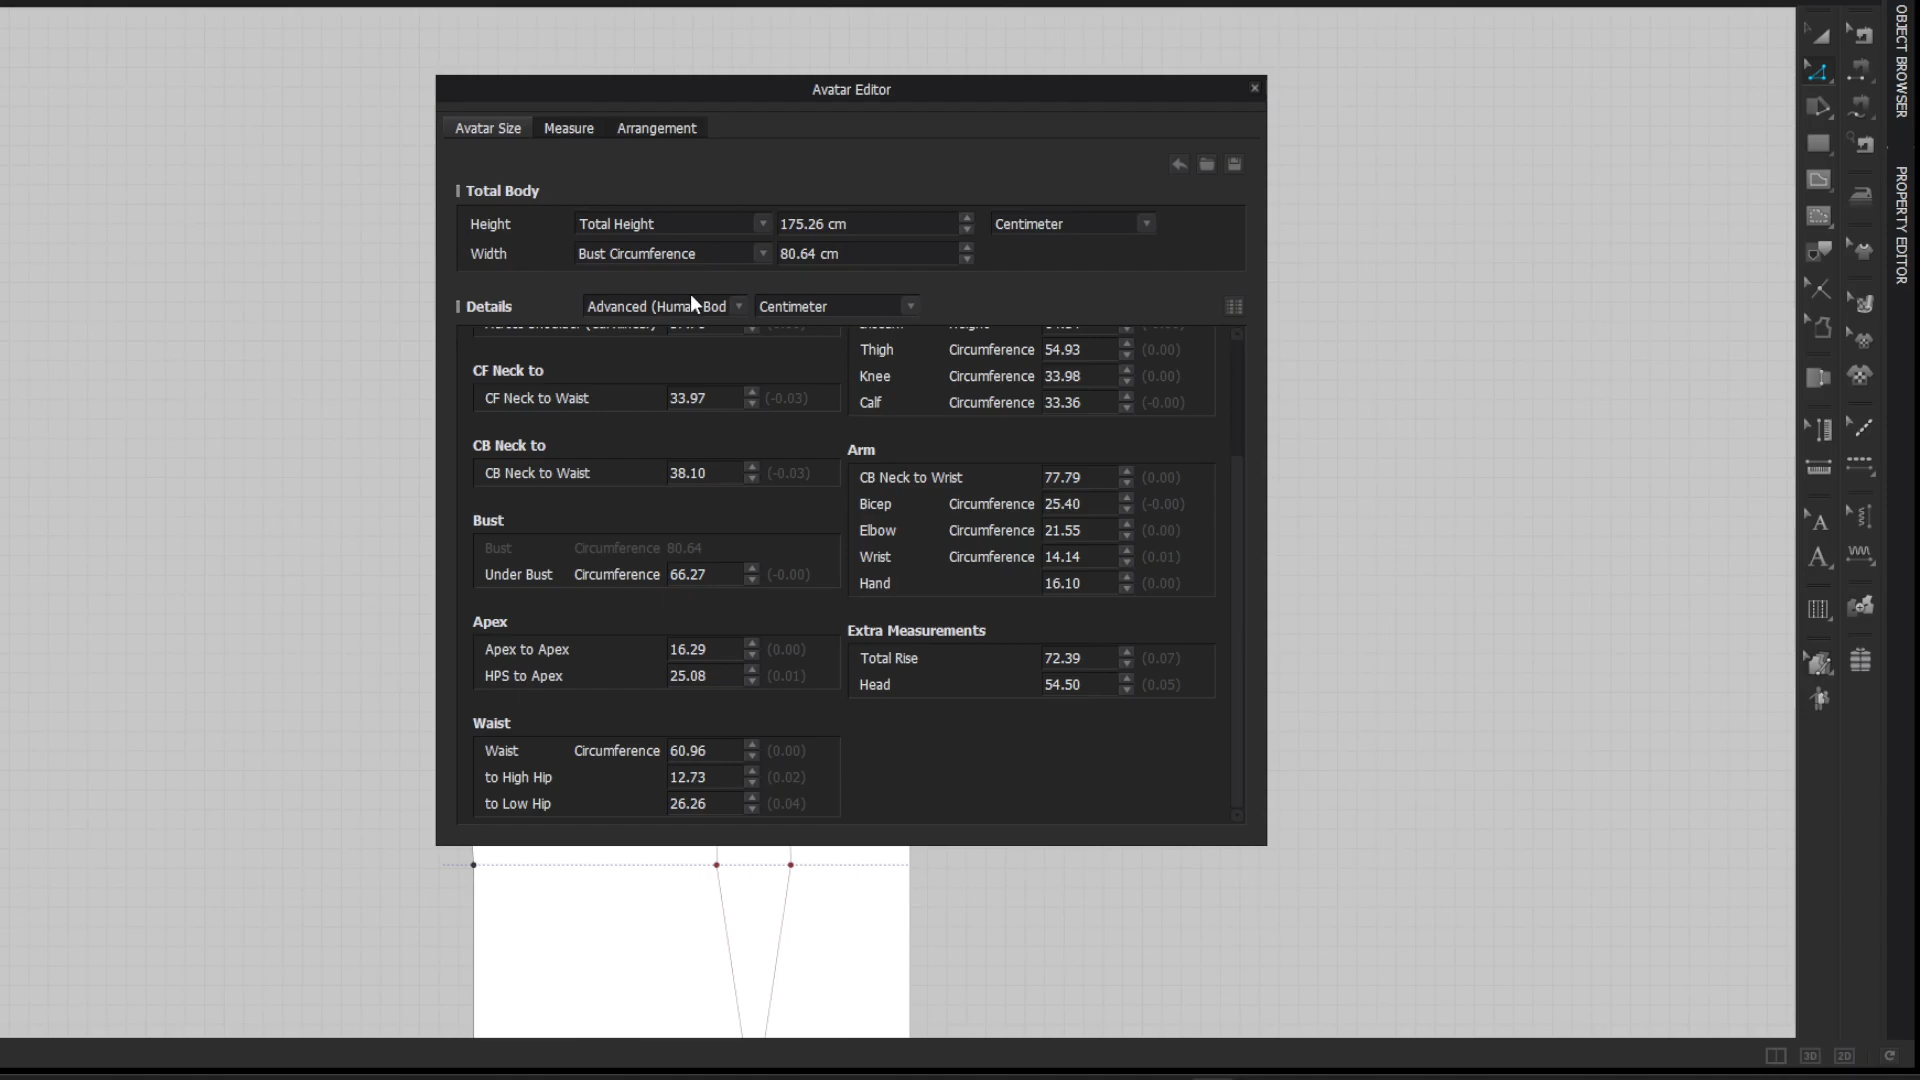 Avatar Editor
Avatar Size Measure Arrangement
Total Body
Height Total Height 175.26 cm Centimeter
Width Bust Circumference 80.64 cm
Details Advanced (Huma Bod Centimeter
CF Neck to
CF Neck to Waist 33.97 (-0.03)
CB Neck to
CB Neck to Waist 38.10 (-0.03)
Bust
Bust Circumference 80.64
Under Bust Circumference 66.27 (-0.00)
Apex
Apex to Apex 16.29 (0.00)
HPS to Apex 25.08 (0.01)
Waist
Waist Circumference 60.96 (0.00)
to High Hip 12.73 (0.02)
to Low Hip 26.26 (0.04)
Thigh Circumference 54.93 (0.00)
Knee Circumference 33.98 (0.00)
Calf Circumference 33.36 (-0.00)
Arm
CB Neck to Wrist 77.79 (0.00)
Bicep Circumference 25.40 (-0.00)
Elbow Circumference 21.55 (0.00)
Wrist Circumference 14.14 (0.01)
Hand 16.10 (0.00)
Extra Measurements
Total Rise 72.39 (0.07)
Head 54.50 (0.05)
OBJECT BROWSER
PROPERTY EDITOR
3D 2D